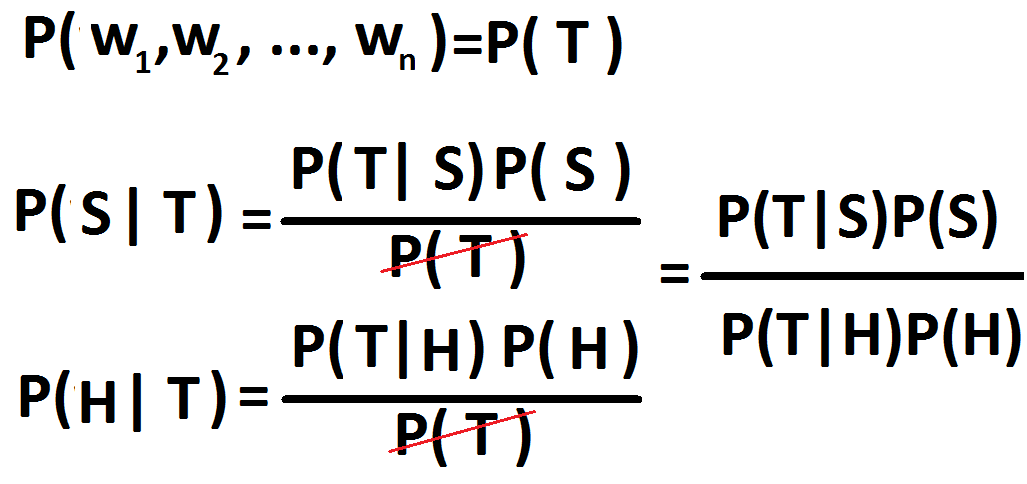 P( w₁,w₂, ..., wₙ )=P( T )
P( S | T ) =
P( T | S) P( S )
P( T )
P( H | T ) =
P( T | H ) P( H )
P( T )
=
P(T|S)P(S)
P(T|H)P(H)